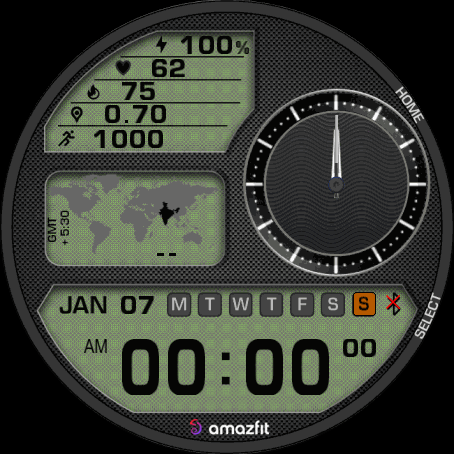 100%
62
75
0.70
1000
HOME
GMT
+ 5:30
--
JAN 07 M T W T F S S
SELECT
AM 00:00 00
amazfit